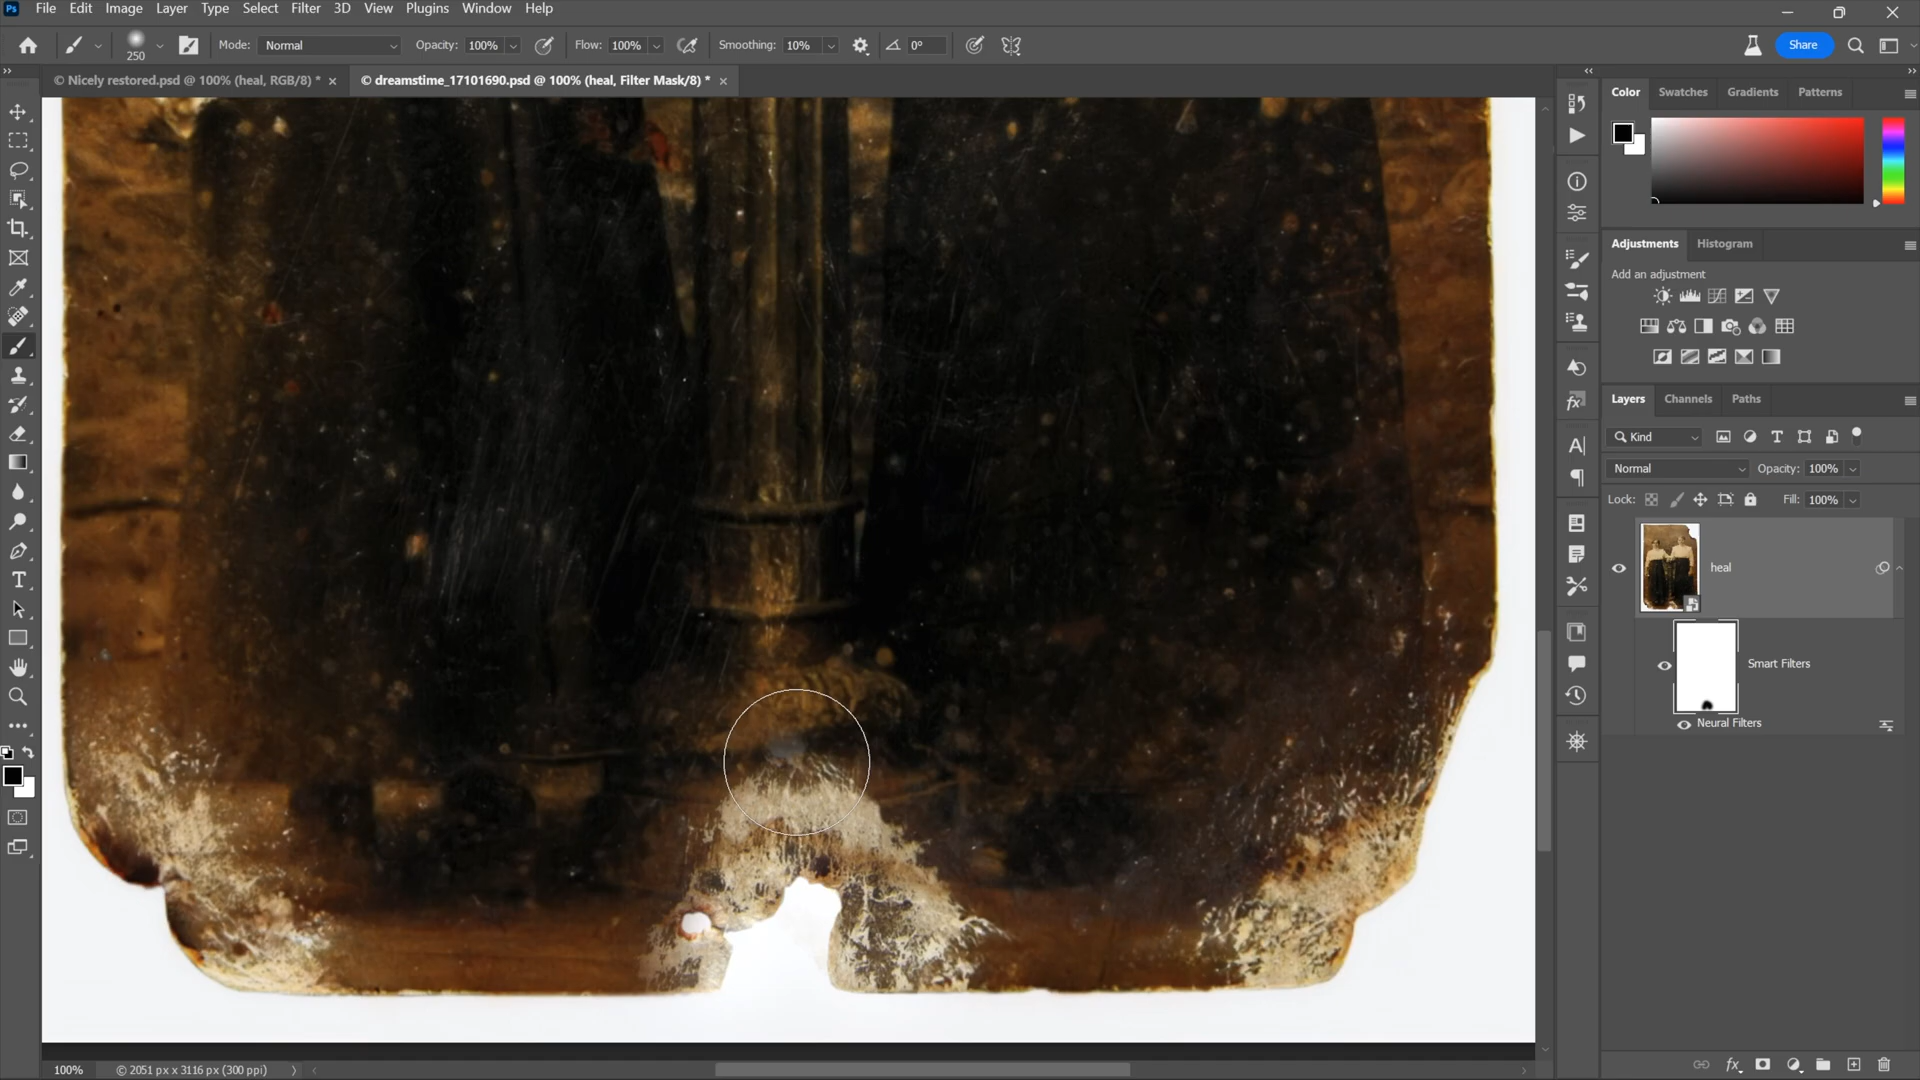 Ps File Edit Image Layer Type Select Filter 3D View Plugins Window Help
250 Mode: Normal Opacity: 100% Flow: 100% Smoothing: 10% 0° Share
© Nicely restored.psd @ 100% (heal, RGB/8) * © dreamstime_17101690.psd @ 100% (heal, Filter Mask/8) *
Color Swatches Gradients Patterns
Adjustments Histogram
Add an adjustment
Layers Channels Paths
Kind
Normal Opacity: 100%
Lock: Fill: 100%
heal
Smart Filters
Neural Filters
100% © 2051 px x 3116 px (300 ppi)